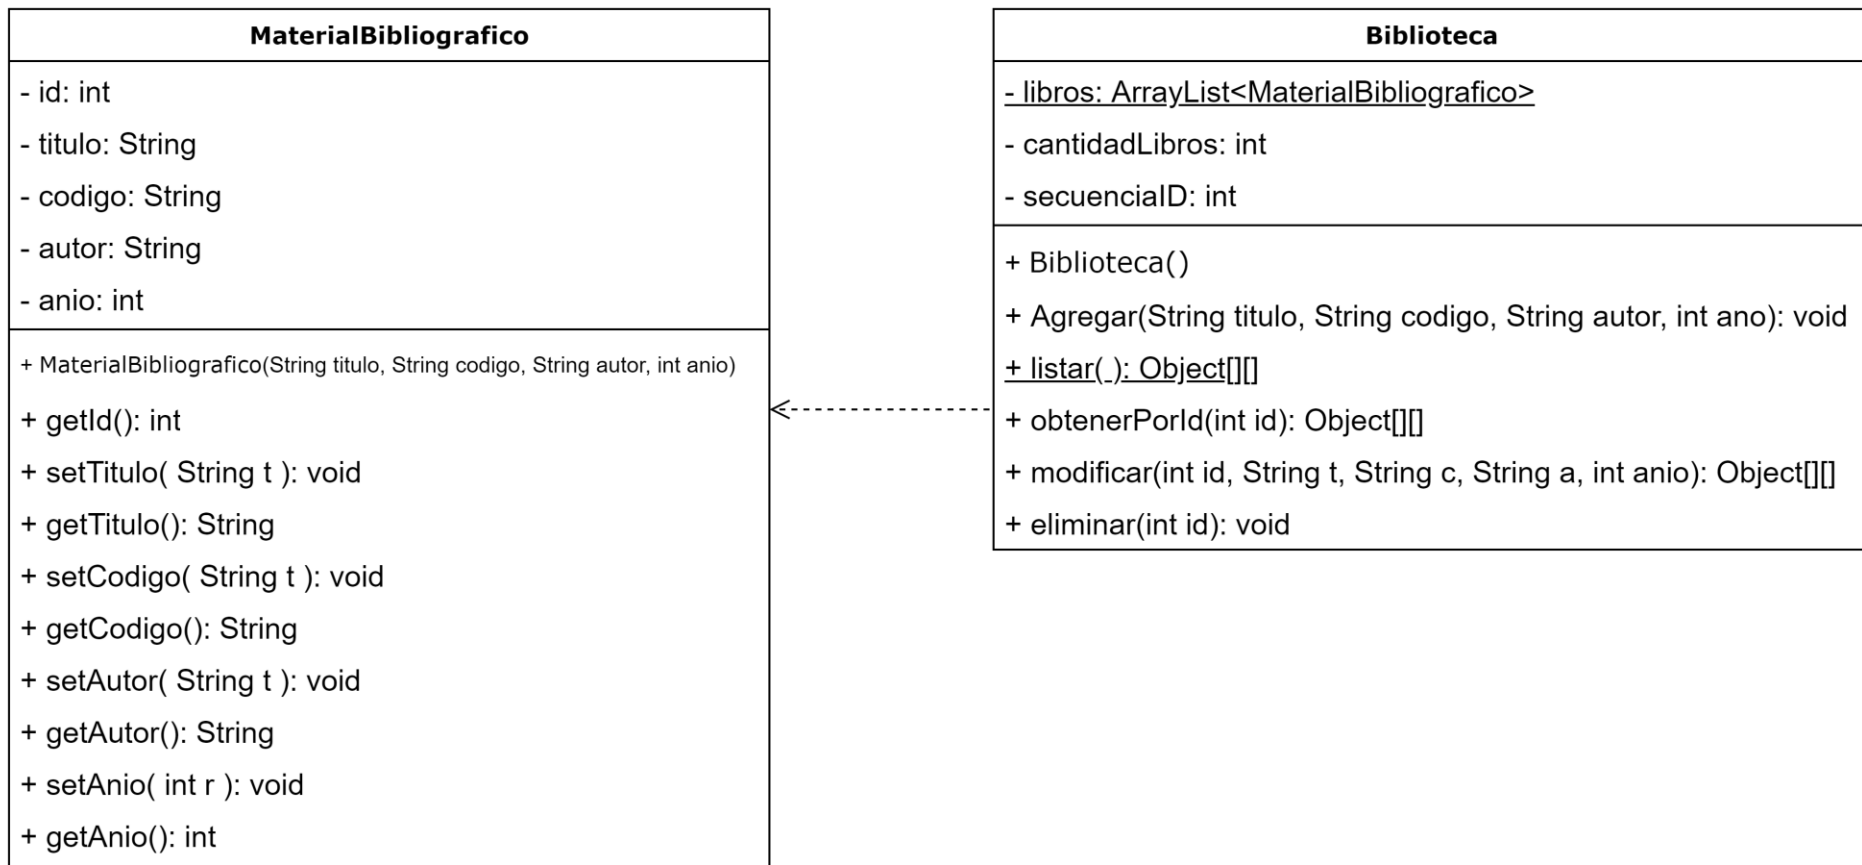 MaterialBibliografico
- id: int
- titulo: String
- codigo: String
- autor: String
- anio: int
+ MaterialBibliografico(String titulo, String codigo, String autor, int anio)
+ getId(): int
+ setTitulo( String t ): void
+ getTitulo(): String
+ setCodigo( String t ): void
+ getCodigo(): String
+ setAutor( String t ): void
+ getAutor(): String
+ setAnio( int r ): void
+ getAnio(): int
Biblioteca
- libros: ArrayList<MaterialBibliografico>
- cantidadLibros: int
- secuenciaID: int
+ Biblioteca()
+ Agregar(String titulo, String codigo, String autor, int ano): void
+ listar( ): Object[][]
+ obtenerPorId(int id): Object[][]
+ modificar(int id, String t, String c, String a, int anio): Object[][]
+ eliminar(int id): void